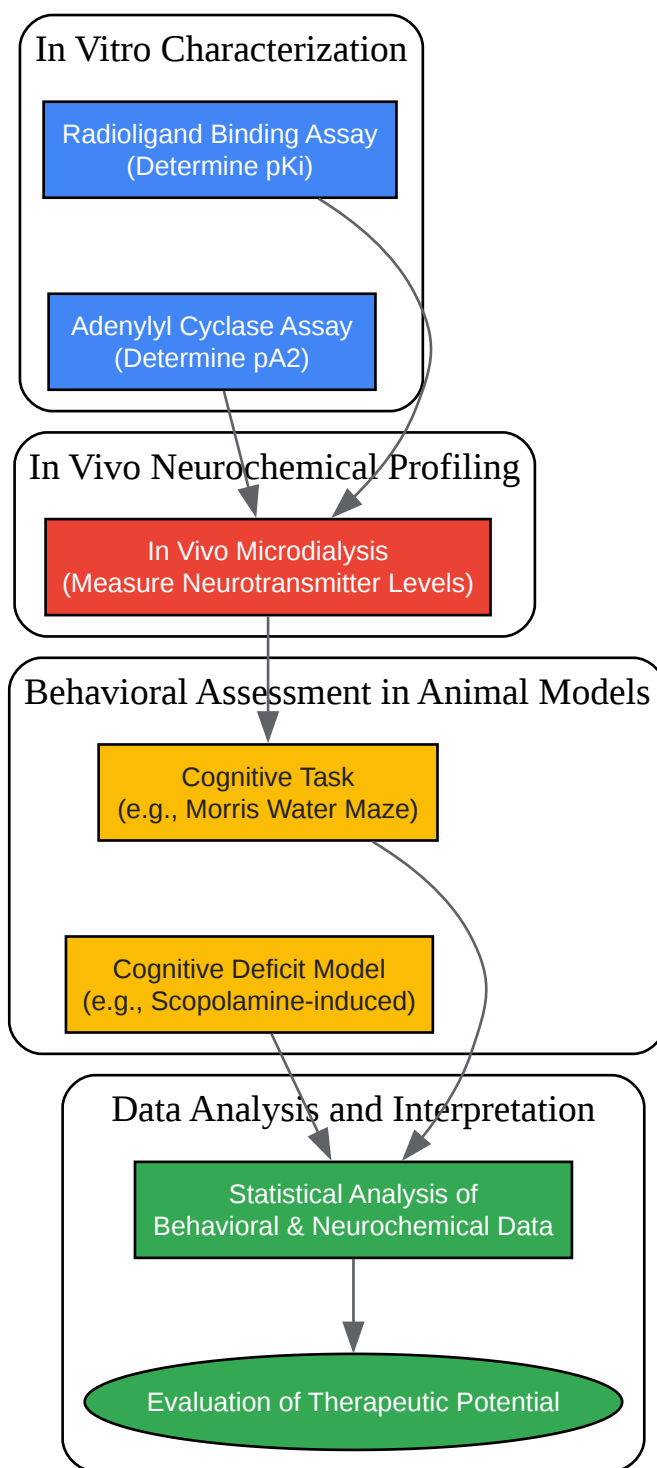 In Vitro Characterization
Radioligand Binding Assay
(Determine pKi)
Adenylyl Cyclase Assay
(Determine pA2)
In Vivo Neurochemical Profiling
In Vivo Microdialysis
(Measure Neurotransmitter Levels)
Behavioral Assessment in Animal Models
Cognitive Task
(e.g., Morris Water Maze)
Cognitive Deficit Model
(e.g., Scopolamine-induced)
Data Analysis and Interpretation
Statistical Analysis of
Behavioral & Neurochemical Data
Evaluation of Therapeutic Potential